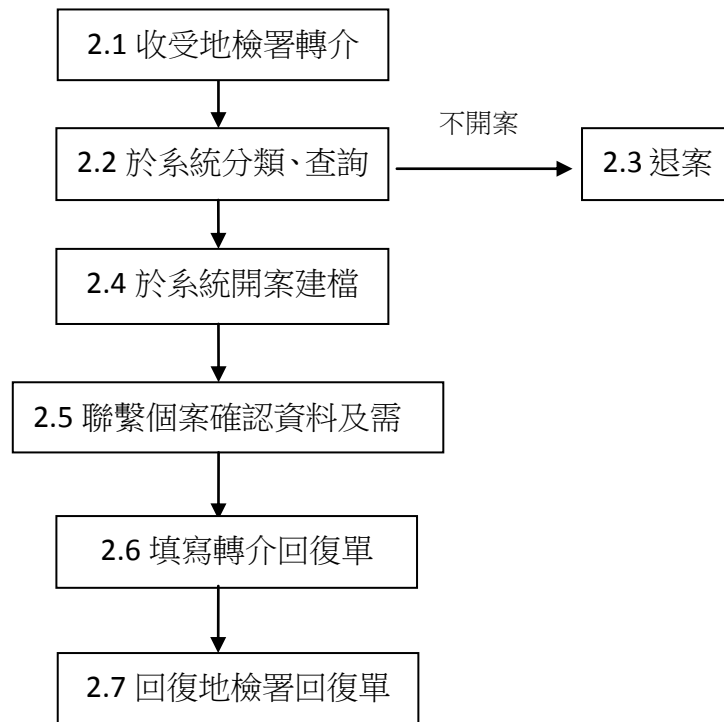 2.1 收受地檢署轉介
不開案
2.2 於系統分類、查詢
2.3 退案
2.4 於系統開案建檔
2.5 聯繫個案確認資料及需
2.6 填寫轉介回復單
2.7 回復地檢署回復單